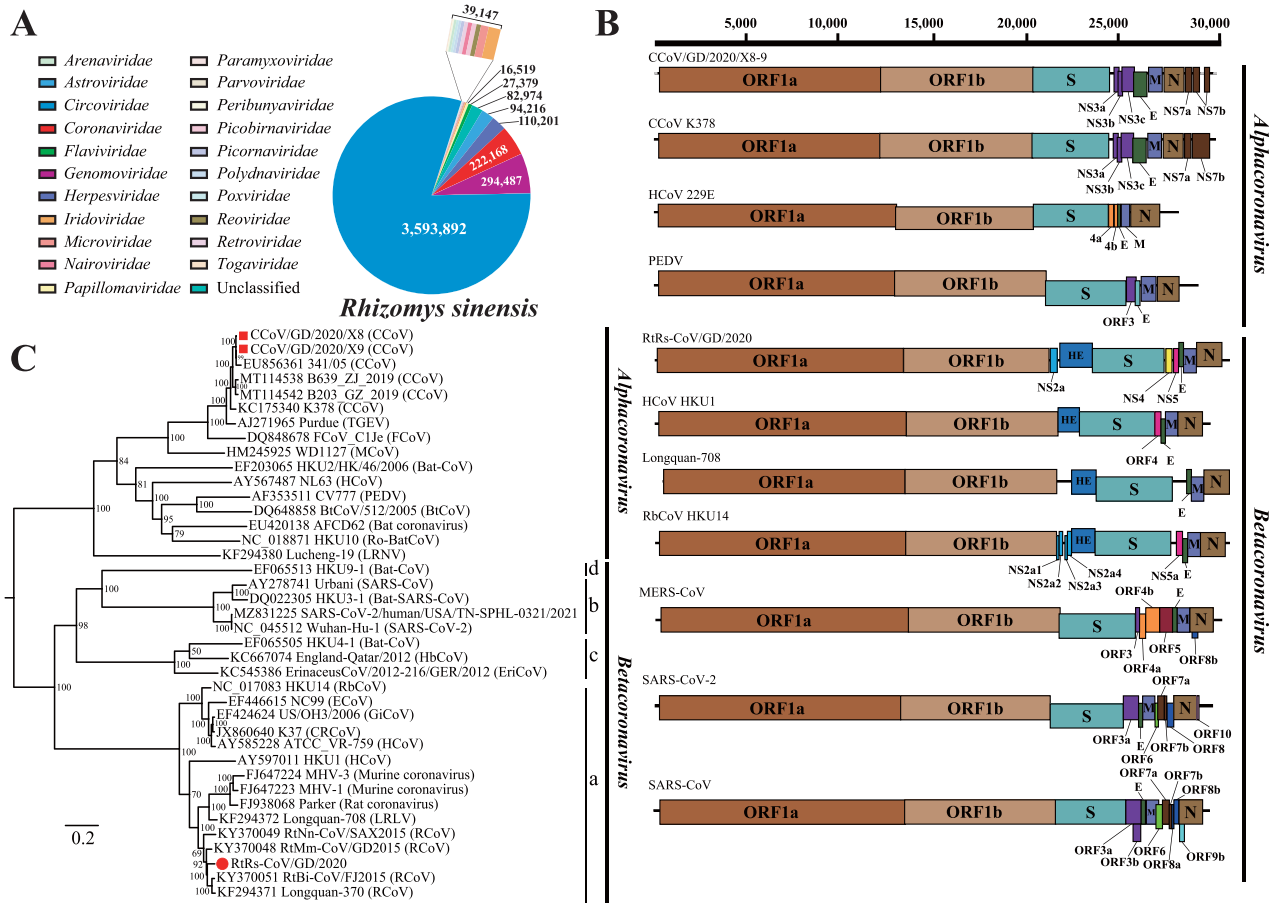 A
39,147
Arenaviridae
Astroviridae
Circoviridae
Coronaviridae
Flaviviridae
Genomoviridae
Herpesviridae
Iridoviridae
Microviridae
Nairoviridae
Papillomaviridae
Paramyxoviridae
Parvoviridae
Peribunyaviridae
Picobirnaviridae
Picornaviridae
Polydnaviridae
Poxviridae
Reoviridae
Retroviridae
Togaviridae
Unclassified
16,519
27,379
82,974
94,216
110,201
222,168
294,487
3,593,892
Rhizomys sinensis
B
5,000 10,000 15,000 20,000 25,000 30,000
CCoV/GD/2020/X8-9
ORF1a ORF1b S M N
NS3a NS3b NS3c E NS7a NS7b
CCoV K378
ORF1a ORF1b S M N
NS3a NS3b NS3c E NS7a NS7b
HCoV 229E
ORF1a ORF1b S N
4a 4b E M
PEDV
ORF1a ORF1b S M N
ORF3 E
Alphacoronavirus
RtRs-CoV/GD/2020
ORF1a ORF1b HE S M N
NS2a NS4 NS5 E
HCoV HKU1
ORF1a ORF1b HE S M N
ORF4 E
Longquan-708
ORF1a ORF1b HE S M N
E
RbCoV HKU14
ORF1a ORF1b HE S M N
NS2a1 NS2a2 NS2a3 NS2a4 NS5a E
MERS-CoV
ORF4b E
ORF1a ORF1b S M N
ORF3 ORF4a ORF5 ORF8b
SARS-CoV-2
ORF7a
ORF1a ORF1b S M N
ORF3a E ORF6 ORF7b ORF8 ORF10
SARS-CoV
ORF7a ORF7b
E ORF8b
ORF1a ORF1b S M N
ORF3a ORF3b ORF6 ORF8a ORF9b
Betacoronavirus
C
CCoV/GD/2020/X8 (CCoV)
CCoV/GD/2020/X9 (CCoV)
EU856361 341/05 (CCoV)
MT114538 B639_ZJ_2019 (CCoV)
MT114542 B203_GZ_2019 (CCoV)
KC175340 K378 (CCoV)
AJ271965 Purdue (TGEV)
DQ848678 FCoV_C1Je (FCoV)
HM245925 WD1127 (MCoV)
EF203065 HKU2/HK/46/2006 (Bat-CoV)
AY567487 NL63 (HCoV)
AF353511 CV777 (PEDV)
DQ648858 BtCoV/512/2005 (BtCoV)
EU420138 AFCD62 (Bat coronavirus)
NC_018871 HKU10 (Ro-BatCoV)
KF294380 Lucheng-19 (LRNV)
EF065513 HKU9-1 (Bat-CoV)
AY278741 Urbani (SARS-CoV)
DQ022305 HKU3-1 (Bat-SARS-CoV)
MZ831225 SARS-CoV-2/human/USA/TN-SPHL-0321/2021
NC_045512 Wuhan-Hu-1 (SARS-CoV-2)
EF065505 HKU4-1 (Bat-CoV)
KC667074 England-Qatar/2012 (HbCoV)
KC545386 ErinaceusCoV/2012-216/GER/2012 (EriCoV)
NC_017083 HKU14 (RbCoV)
EF446615 NC99 (ECoV)
EF424624 US/OH3/2006 (GiCoV)
JX860640 K37 (CRCoV)
AY585228 ATCC_VR-759 (HCoV)
AY597011 HKU1 (HCoV)
FJ647224 MHV-3 (Murine coronavirus)
FJ647223 MHV-1 (Murine coronavirus)
FJ938068 Parker (Rat coronavirus)
KF294372 Longquan-708 (LRLV)
KY370049 RtNn-CoV/SAX2015 (RCoV)
KY370048 RtMm-CoV/GD2015 (RCoV)
RtRs-CoV/GD/2020
KY370051 RtBi-CoV/FJ2015 (RCoV)
KF294371 Longquan-370 (RCoV)
100
100
100
100
100
84
81
100
100
95
79
100
100
100
100
98
50
100
100
100
100
100
70
100
100
100
100
69
92
100
0.2
Alphacoronavirus
d
b
c
a
Betacoronavirus